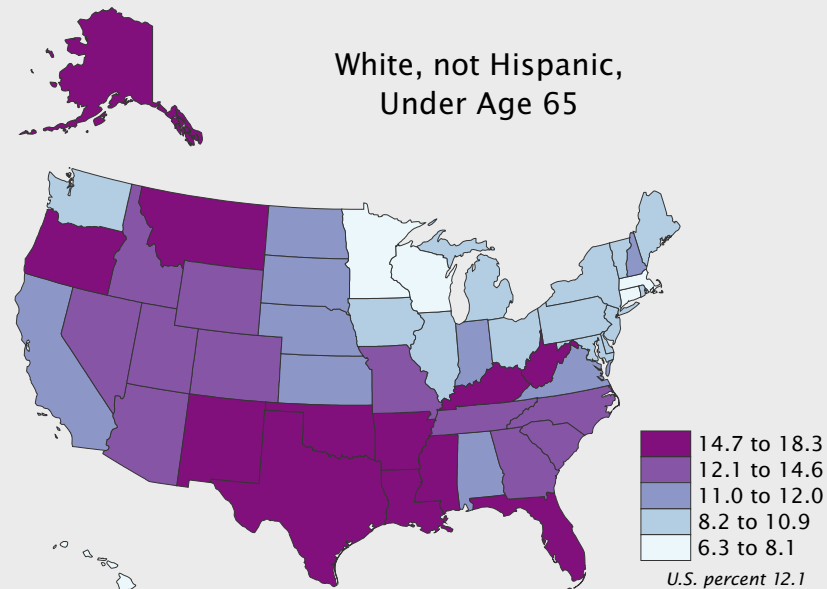 White, not Hispanic,
Under Age 65
14.7 to 18.3
12.1 to 14.6
11.0 to 12.0
8.2 to 10.9
6.3 to 8.1
U.S. percent 12.1